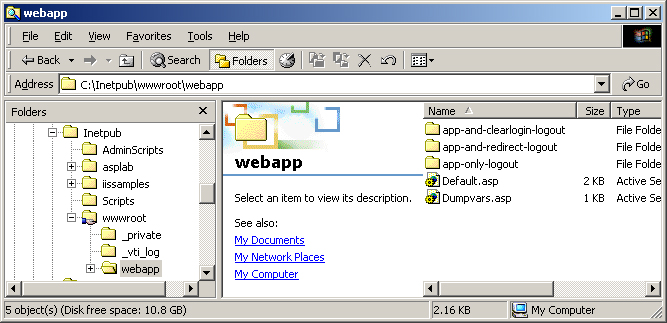 webapp
File Edit View Favorites Tools Help
Back Search Folders
Address C:\Inetpub\wwwroot\webapp Go
Folders
Inetpub
AdminScripts
asplab
iissamples
Scripts
wwwroot
_private
_vti_log
webapp
webapp
Select an item to view its description.
See also:
My Documents
My Network Places
My Computer
Name Size Type
app-and-clearlogin-logout File Folde
app-and-redirect-logout File Folde
app-only-logout File Folde
Default.asp 2 KB Active Se
Dumpvars.asp 1 KB Active Se
5 object(s) (Disk free space: 10.8 GB) 2.16 KB My Computer